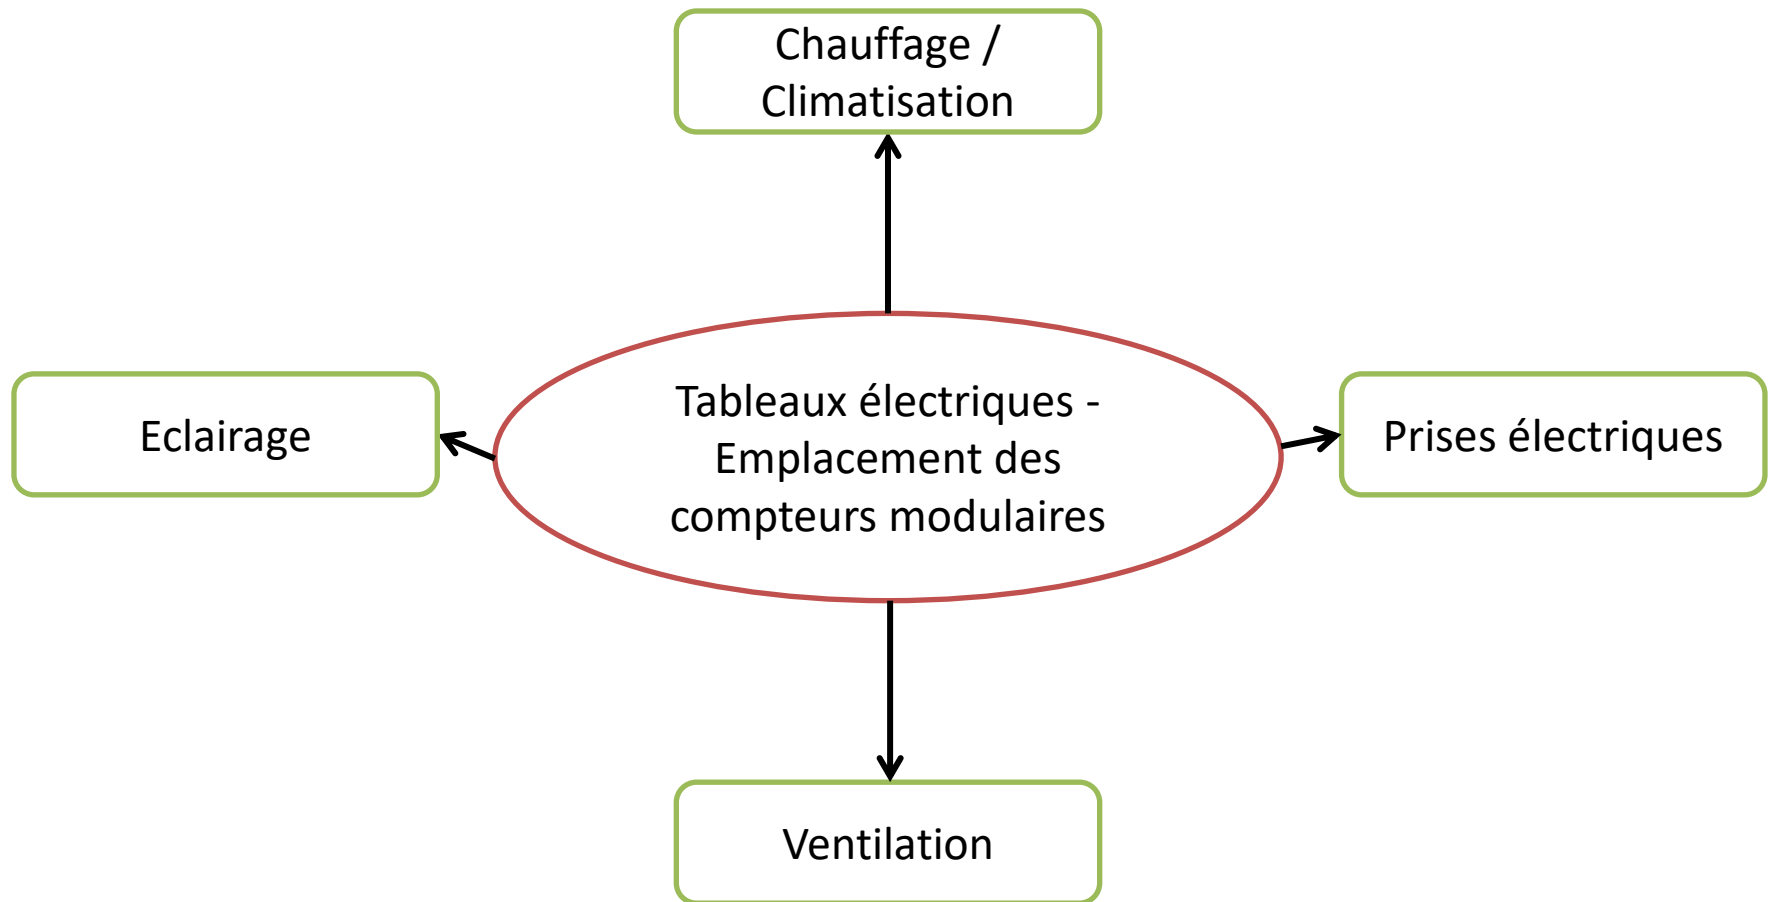 Chauffage /
Climatisation
Eclairage
Tableaux électriques -
Emplacement des
compteurs modulaires
Prises électriques
Ventilation